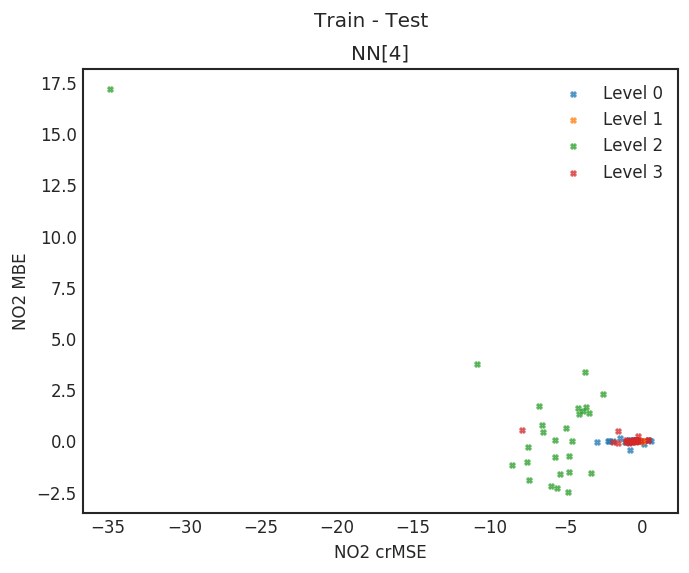 Train - Test
NN[4]
17.5
15.0
12.5
10.0
7.5
5.0
2.5
0.0
−2.5
NO2 MBE
Level 0
Level 1
Level 2
Level 3
−35 −30 −25 −20 −15 −10 −5 0
NO2 crMSE